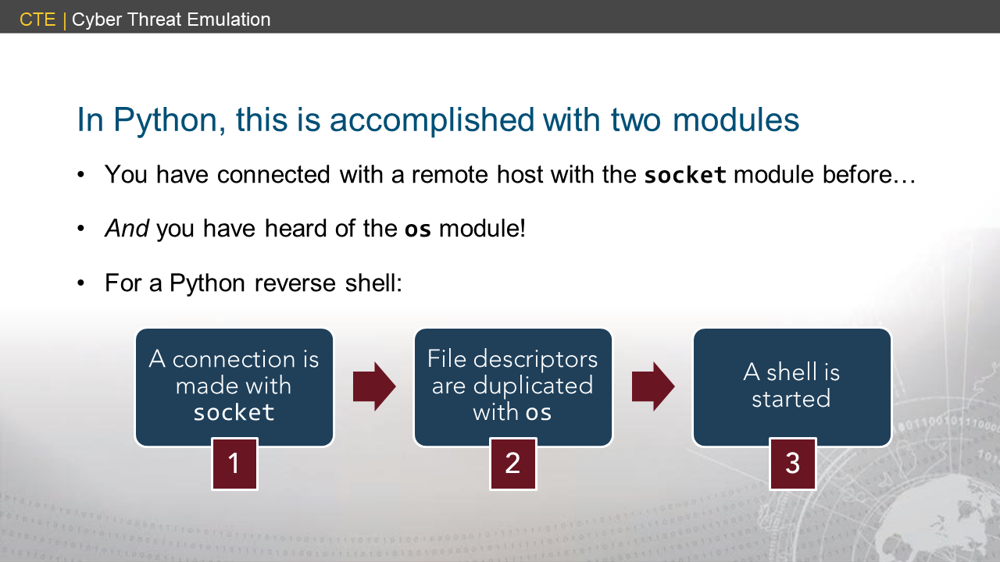 CTE | Cyber Threat Emulation
In Python, this is accomplished with two modules
• You have connected with a remote host with the socket module before…
• And you have heard of the os module!
• For a Python reverse shell:
A connection is
made with
socket
1
File descriptors
are duplicated
with os
2
A shell is
started
3